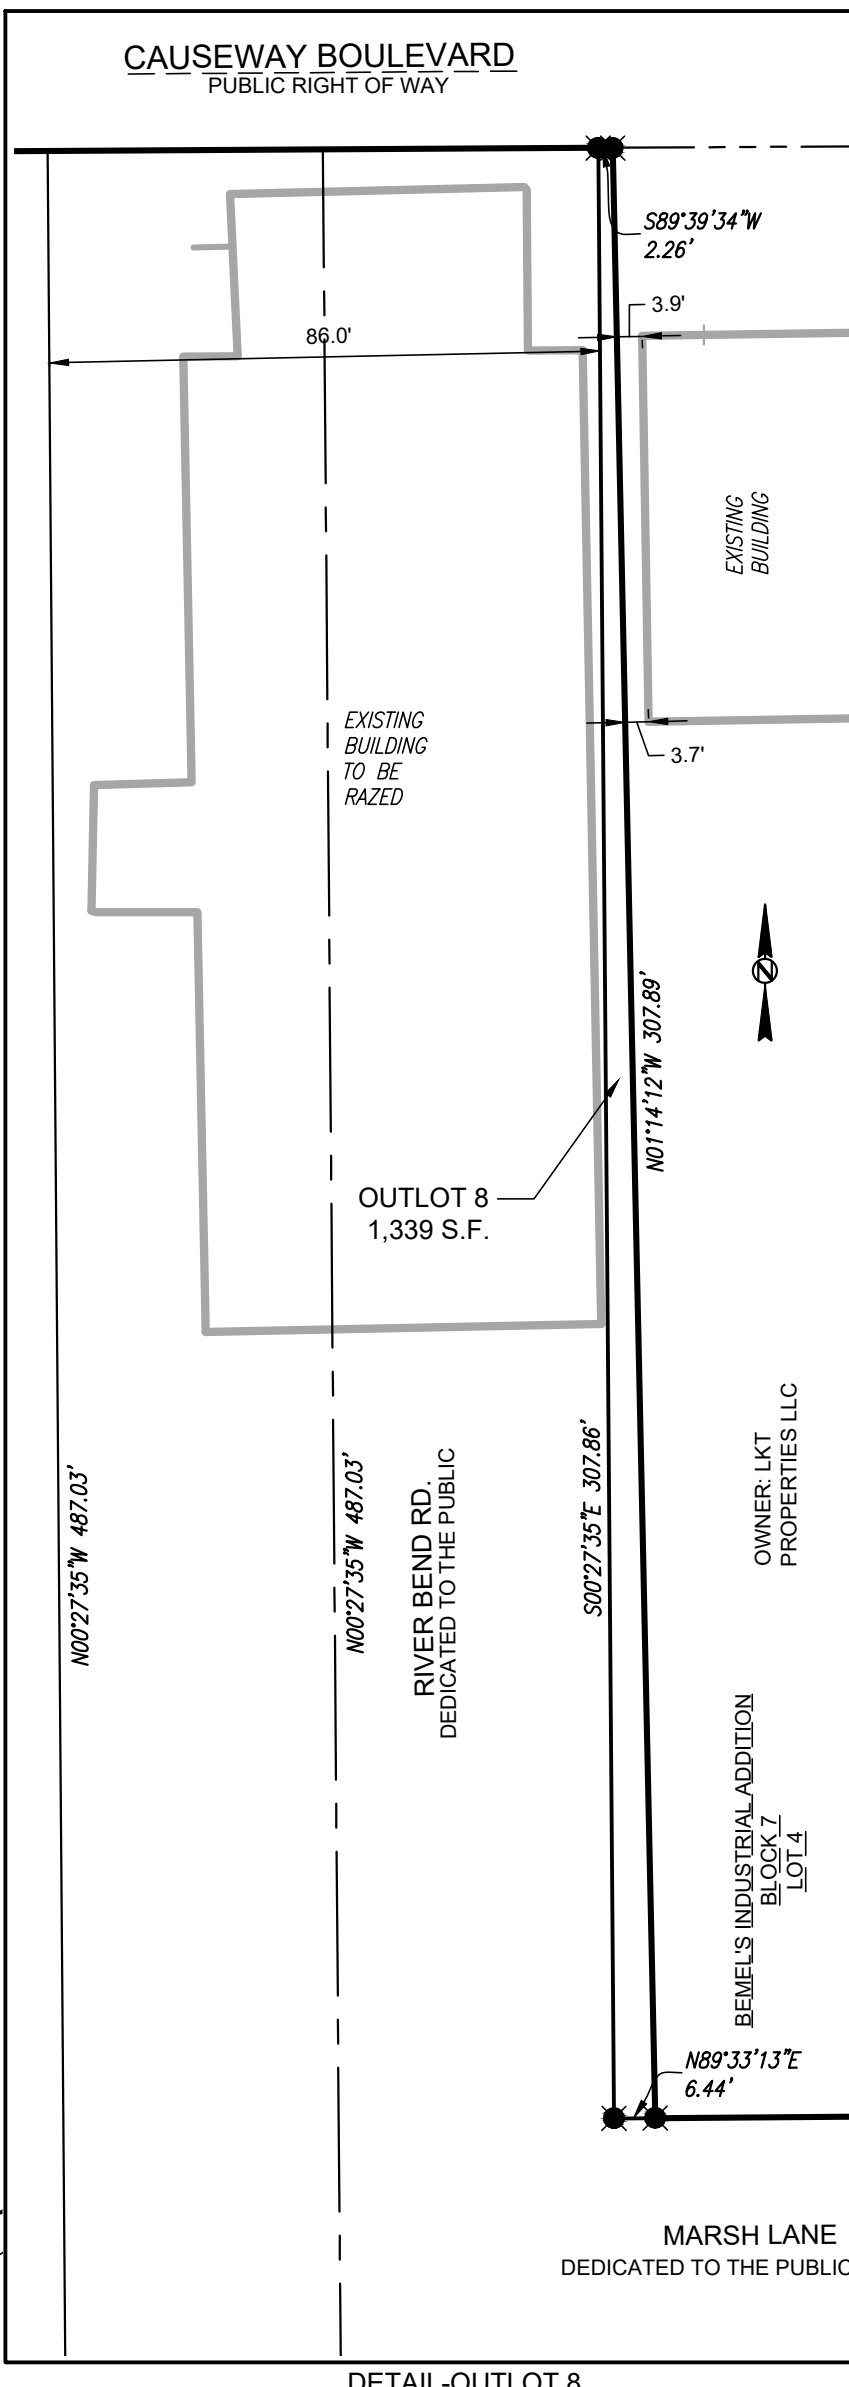 CAUSEWAY BOULEVARD
PUBLIC RIGHT OF WAY
S89°39'34"W
2.26'
3.9'
86.0'
EXISTING
BUILDING
EXISTING
BUILDING
TO BE
RAZED
3.7'
N
N01°14'12"W 307.89'
OUTLOT 8
1,339 S.F.
OWNER: LKT
PROPERTIES LLC
N00°27'35"W 487.03'
N00°27'35"W 487.03'
RIVER BEND RD.
DEDICATED TO THE PUBLIC
S00°27'35"E 307.86'
BEMEL'S INDUSTRIAL ADDITION
BLOCK 7
LOT 4
N89°33'13"E
6.44'
MARSH LANE
DEDICATED TO THE PUBLIC
DETAIL-OUTLOT 8